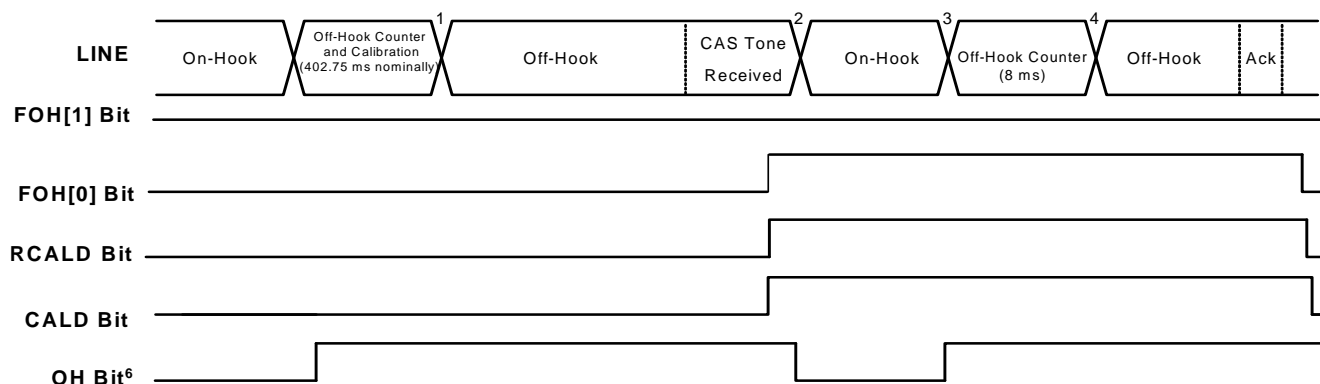 1 2 3 4
LINE
On-Hook
Off-Hook Counter
and Calibration
(402.75 ms nominally)
Off-Hook
CAS Tone
Received
On-Hook
Off-Hook Counter
(8 ms)
Off-Hook
Ack
FOH[1] Bit
FOH[0] Bit
RCALD Bit
CALD Bit
OH Bit⁶